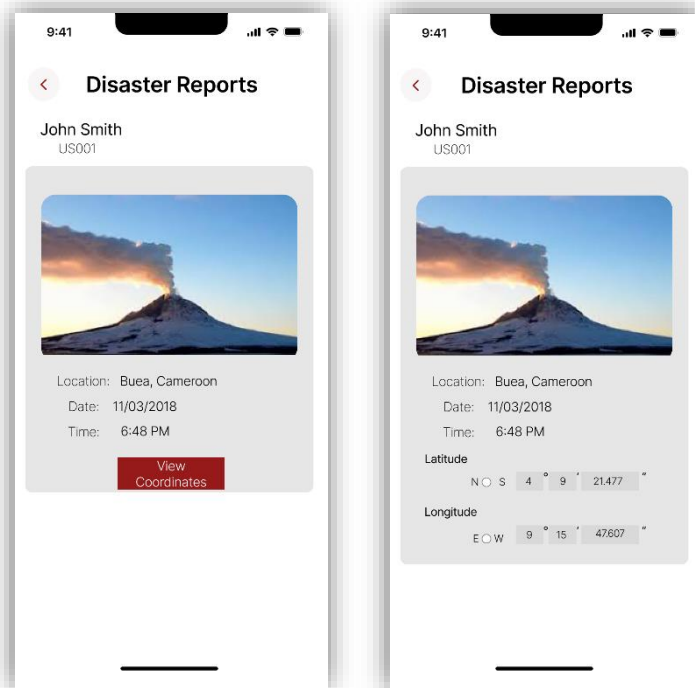 9:41
Disaster Reports
John Smith
US001
Location: Buea, Cameroon
Date: 11/03/2018
Time: 6:48 PM
View
Coordinates
9:41
Disaster Reports
John Smith
US001
Location: Buea, Cameroon
Date: 11/03/2018
Time: 6:48 PM
Latitude
N S 4 ° 9 ' 21.477 "
Longitude
E W 9 ° 15 ' 47.607 "